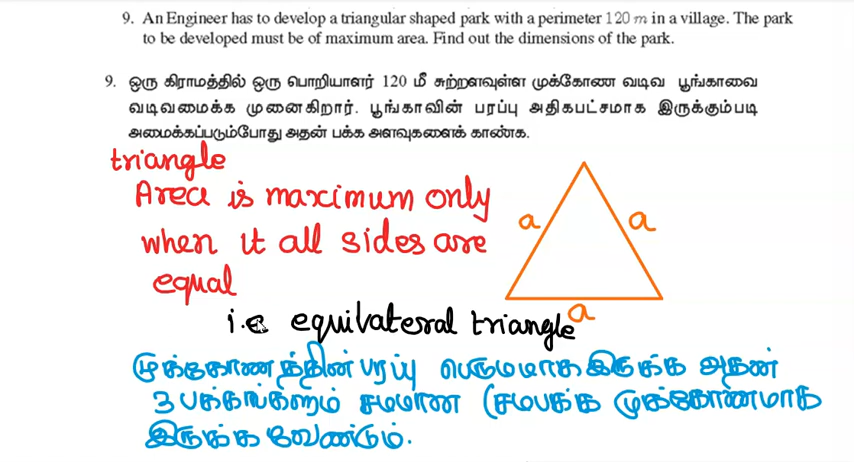 9. An Engineer has to develop a triangular shaped park with a perimeter 120 m in a village. The park
to be developed must be of maximum area. Find out the dimensions of the park.
9. ஒரு கிராமத்தில் ஒரு பொறியாளர் 120 மீ சுற்றளவுள்ள முக்கோண வடிவ பூங்காவை
வடிவமைக்க முனைகிறார். பூங்காவின் பரப்பு அதிகபட்சமாக இருக்கும்படி
அமைக்கப்படும்போது அதன் பக்க அளவுகளைக் காண்க.
triangle
Area is maximum only
when it all sides are
equal
a a
a
i.e equilateral triangle
முக்கோணத்தின் பரப்பு பெருமமாக இருக்க அதன்
3 பக்கங்களும் சமமான (சமபக்க முக்கோணமாக
இருக்க வேண்டும்.